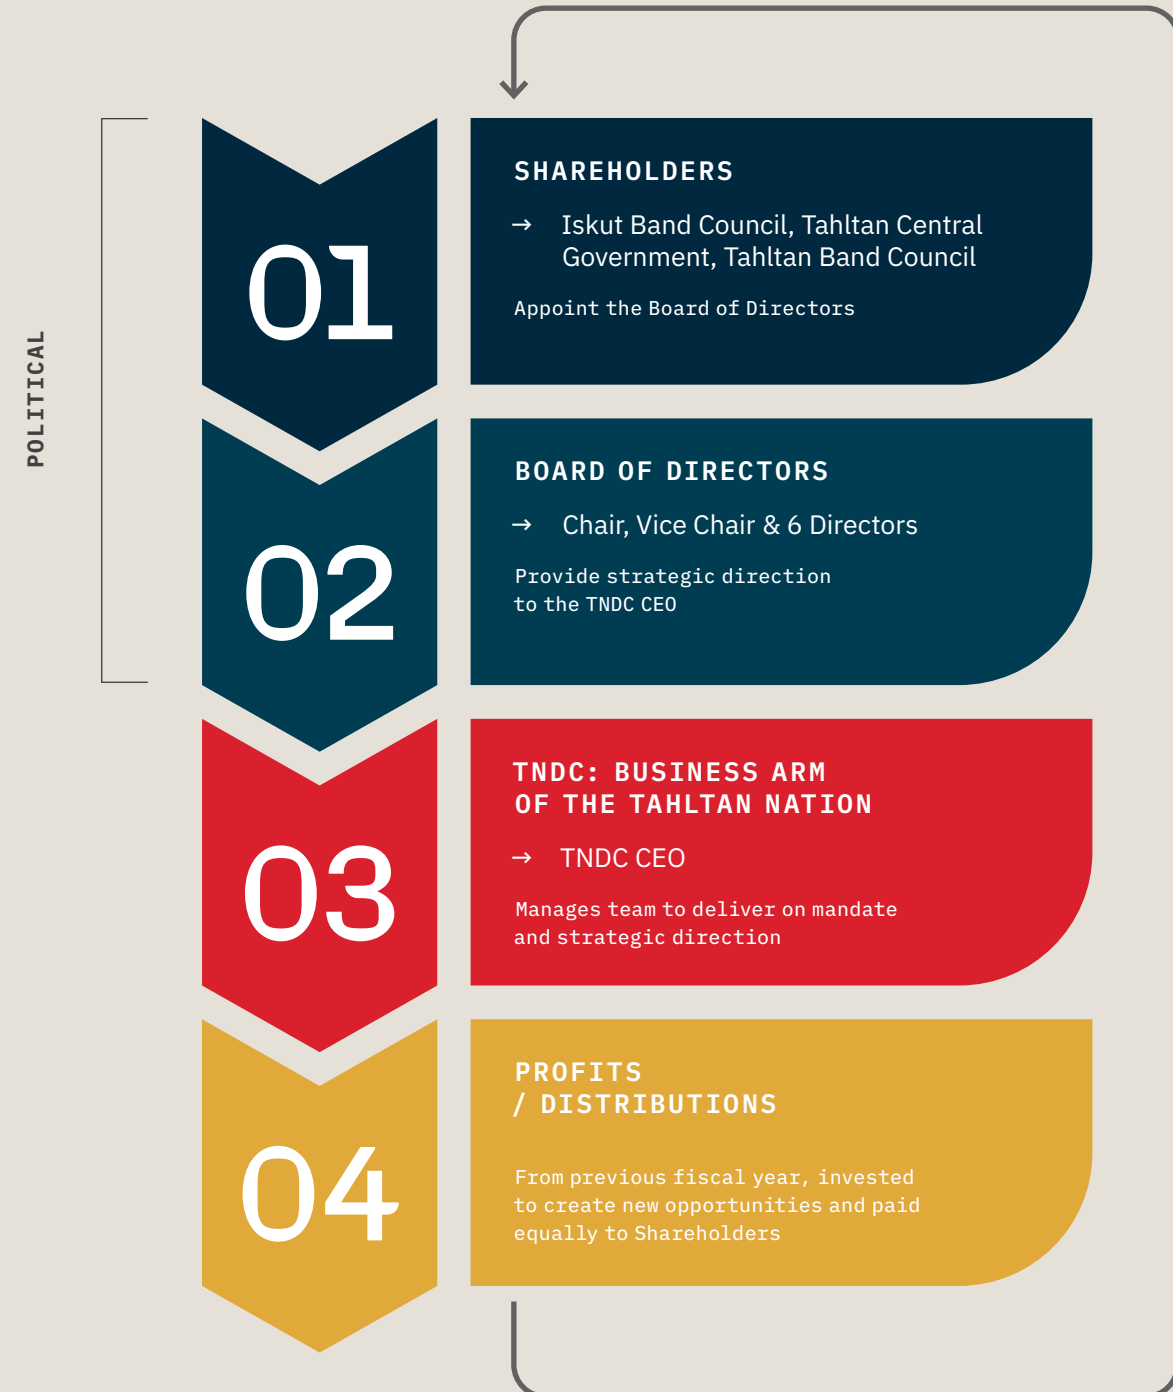 POLITICAL
01
SHAREHOLDERS
→ Iskut Band Council, Tahltan Central
Government, Tahltan Band Council
Appoint the Board of Directors
02
BOARD OF DIRECTORS
→ Chair, Vice Chair & 6 Directors
Provide strategic direction
to the TNDC CEO
03
TNDC: BUSINESS ARM
OF THE TAHLTAN NATION
→ TNDC CEO
Manages team to deliver on mandate
and strategic direction
04
PROFITS
/ DISTRIBUTIONS
From previous fiscal year, invested
to create new opportunities and paid
equally to Shareholders